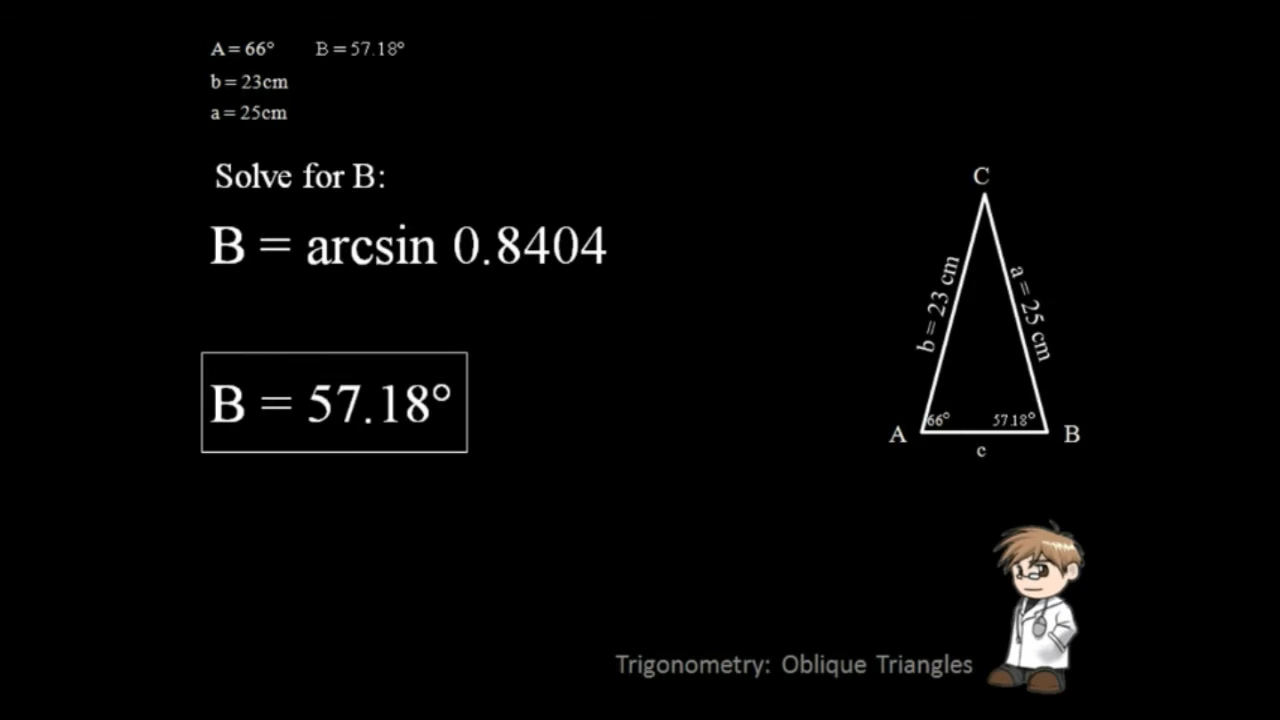 A = 66° B = 57.18°
b = 23cm
a = 25cm
Solve for B:
B = arcsin 0.8404
B = 57.18°
C
b = 23 cm
a = 25 cm
66° 57.18°
A B
c
Trigonometry: Oblique Triangles